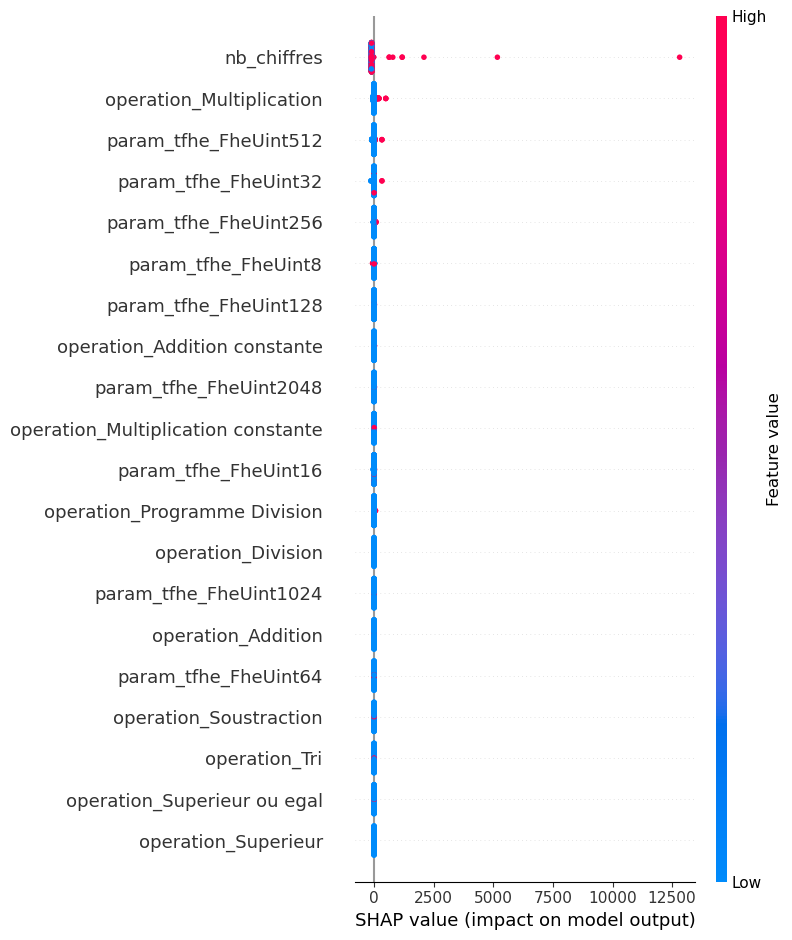 High
nb_chiffres
operation_Multiplication
param_tfhe_FheUint512
param_tfhe_FheUint32
param_tfhe_FheUint256
param_tfhe_FheUint8
param_tfhe_FheUint128
operation_Addition constante
param_tfhe_FheUint2048
operation_Multiplication constante
param_tfhe_FheUint16
operation_Programme Division
operation_Division
param_tfhe_FheUint1024
operation_Addition
param_tfhe_FheUint64
operation_Soustraction
operation_Tri
operation_Superieur ou egal
operation_Superieur
Feature value
Low
0 2500 5000 7500 10000 12500
SHAP value (impact on model output)